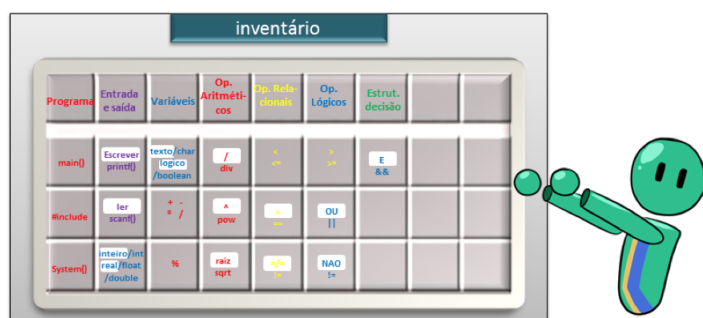 inventário
Programa Entrada e saída Variáveis Op. Aritméti-cos Op. Rela-cionais Op. Lógicos Estrut. decisão
main() Escrever printf() texto/char logico /boolean / div < <= > >= E &&
#include ler scanf() + - * / ^ pow = == OU ||
System() inteiro/int real/float /double % raiz sqrt =/= != NAO !=